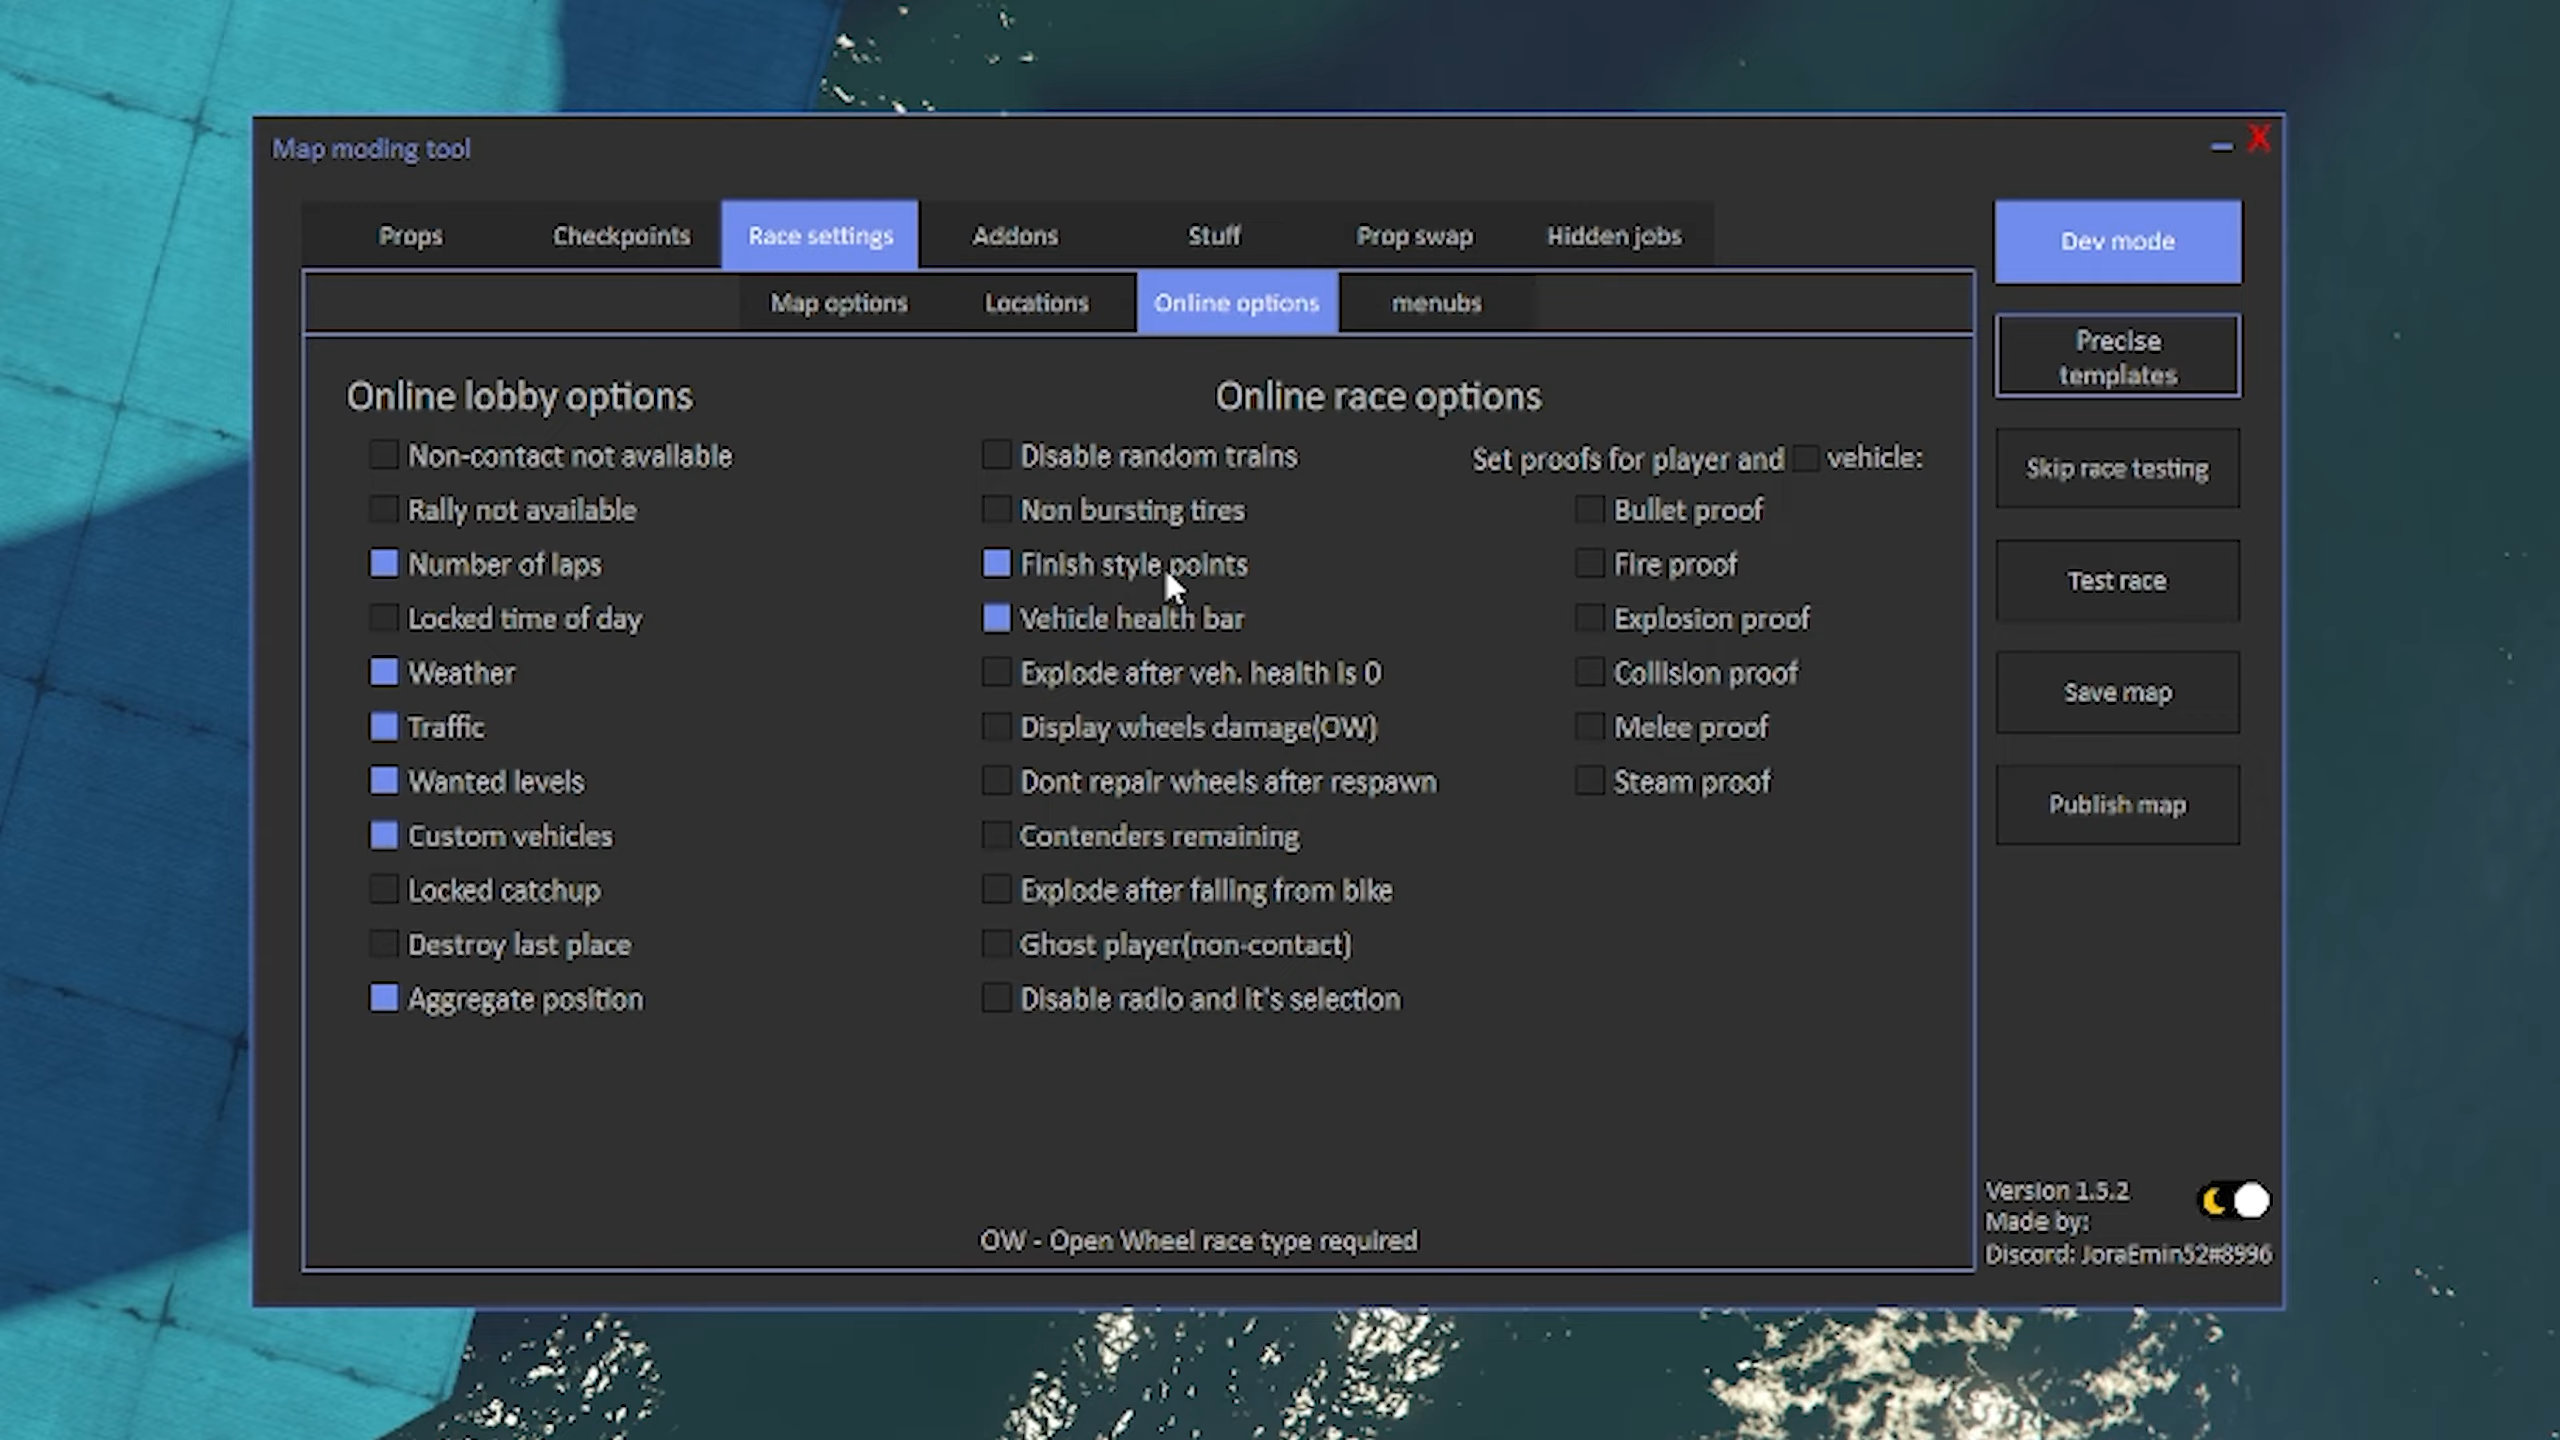 Map moding tool
X
Props Checkpoints Race settings Addons Stuff Prop swap Hidden jobs
Map options Locations Online options menubs
Online lobby options
Non-contact not available
Rally not available
Number of laps
Locked time of day
Weather
Traffic
Wanted levels
Custom vehicles
Locked catchup
Destroy last place
Aggregate position
Online race options
Disable random trains
Non bursting tires
Finish style points
Vehicle health bar
Explode after veh. health is 0
Display wheels damage(OW)
Dont repair wheels after respawn
Contenders remaining
Explode after falling from bike
Ghost player(non-contact)
Disable radio and it's selection
Set proofs for player and vehicle:
Bullet proof
Fire proof
Explosion proof
Collision proof
Melee proof
Steam proof
OW - Open Wheel race type required
Dev mode
Precise
templates
Skip race testing
Test race
Save map
Publish map
Version 1.5.2
Made by:
Discord: JoraEmin52#8996